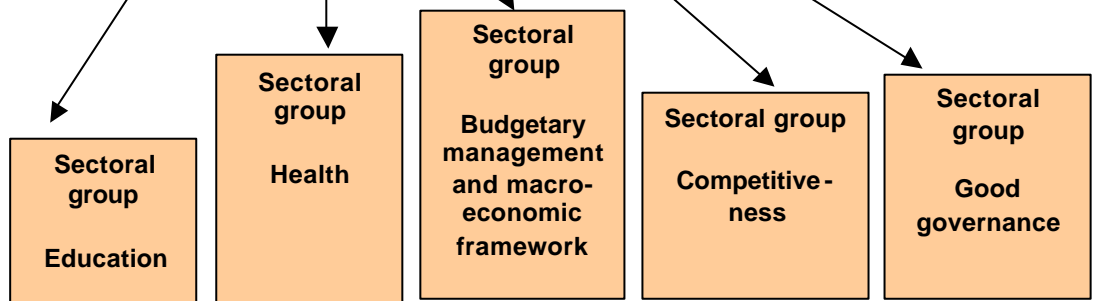 Sectoral
group
Education
Sectoral
group
Health
Sectoral
group
Budgetary
management
and macro-
economic
framework
Sectoral group
Competitive-
ness
Sectoral
group
Good
governance